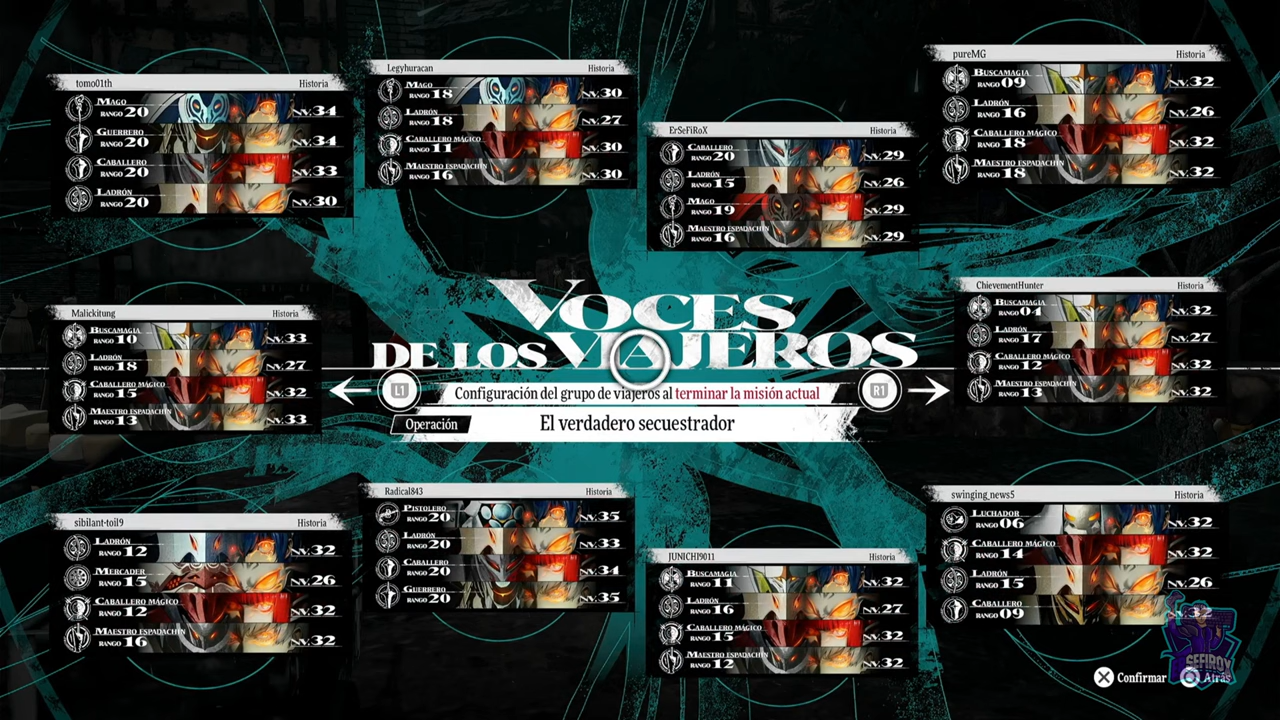 tomo01th Historia
MAGO
RANGO 20 NV.34
GUERRERO
RANGO 20 NV.34
CABALLERO
RANGO 20 NV.33
LADRÓN
RANGO 20 NV.30
Legyhuracan Historia
MAGO
RANGO 18 NV.30
LADRÓN
RANGO 18 NV.27
CABALLERO MÁGICO
RANGO 11 NV.30
MAESTRO ESPADACHÍN
RANGO 16 NV.30
ErSeFiRoX Historia
CABALLERO
RANGO 20 NV.29
LADRÓN
RANGO 15 NV.26
MAGO
RANGO 19 NV.29
MAESTRO ESPADACHÍN
RANGO 16 NV.29
pureMG Historia
BUSCAMAGIA
RANGO 09 NV.32
LADRÓN
RANGO 16 NV.26
CABALLERO MÁGICO
RANGO 18 NV.32
MAESTRO ESPADACHÍN
RANGO 18 NV.32
VOCES
DE LOS VIAJEROS
L1 Configuración del grupo de viajeros al terminar la misión actual R1
Operación El verdadero secuestrador
Malickitung Historia
BUSCAMAGIA
RANGO 10 NV.33
LADRÓN
RANGO 18 NV.27
CABALLERO MÁGICO
RANGO 15 NV.32
MAESTRO ESPADACHÍN
RANGO 13 NV.33
ChievementHunter Historia
BUSCAMAGIA
RANGO 04 NV.32
LADRÓN
RANGO 17 NV.27
CABALLERO MÁGICO
RANGO 12 NV.32
MAESTRO ESPADACHÍN
RANGO 13 NV.32
sibilant-toil9 Historia
LADRÓN
RANGO 12 NV.32
MERCADER
RANGO 15 NV.26
CABALLERO MÁGICO
RANGO 12 NV.32
MAESTRO ESPADACHÍN
RANGO 16 NV.32
Radical843 Historia
PISTOLERO
RANGO 20 NV.35
LADRÓN
RANGO 20 NV.33
CABALLERO
RANGO 20 NV.34
GUERRERO
RANGO 20 NV.35
JUNICHI9011 Historia
BUSCAMAGIA
RANGO 11 NV.32
LADRÓN
RANGO 16 NV.27
CABALLERO MÁGICO
RANGO 15 NV.32
MAESTRO ESPADACHÍN
RANGO 12 NV.32
swinging_news5 Historia
LUCHADOR
RANGO 06 NV.32
CABALLERO MÁGICO
RANGO 14 NV.32
LADRÓN
RANGO 15 NV.26
CABALLERO
RANGO 09 NV.32
SEFIROX
Confirmar Atrás